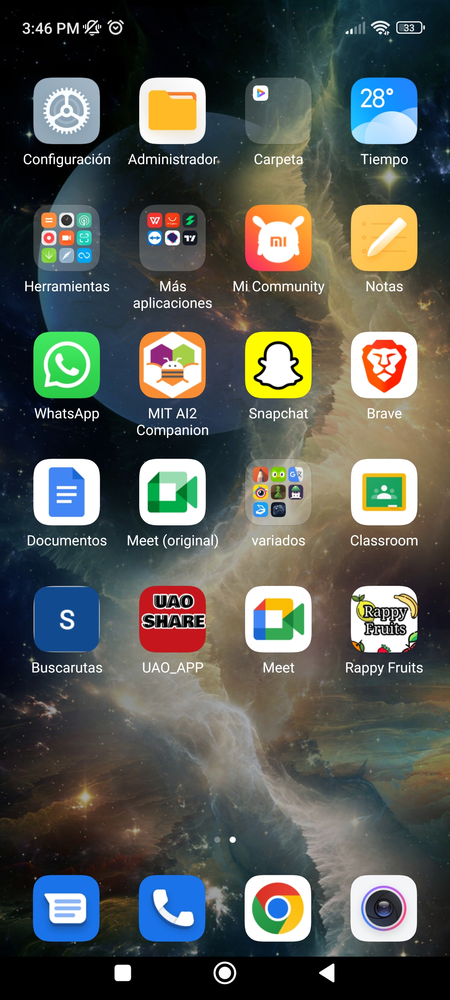 3:46 PM 33
28°
Configuración Administrador Carpeta Tiempo
mi
Herramientas Más aplicaciones Mi Community Notas
WhatsApp MIT AI2 Companion Snapchat Brave
Documentos Meet (original) variados Classroom
S UAO SHARE Rappy Fruits
Buscarutas UAO_APP Meet Rappy Fruits